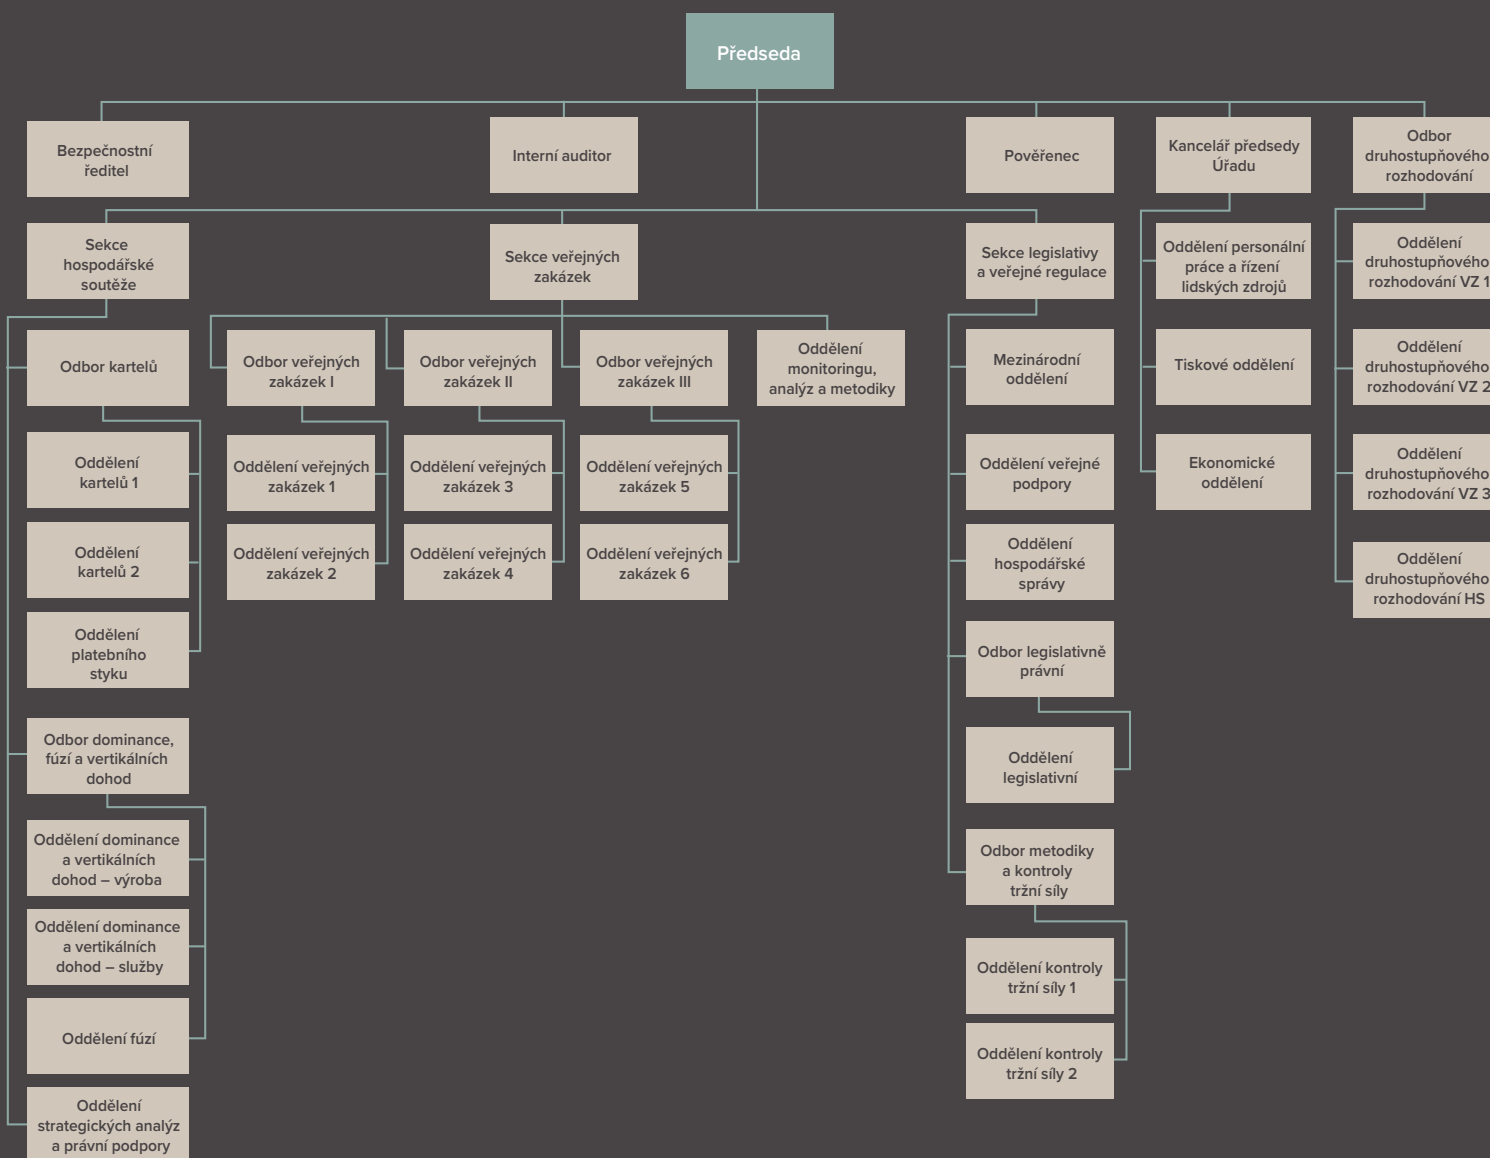 Předseda
Bezpečnostní
ředitel
Interní auditor
Pověřenec
Kancelář předsedy
Úřadu
Odbor
druhostupňového
rozhodování
Sekce
hospodářské
soutěže
Sekce veřejných
zakázek
Sekce legislativy
a veřejné regulace
Oddělení personální
práce a řízení
lidských zdrojů
Oddělení
druhostupňového
rozhodování VZ 1
Odbor kartelů
Odbor veřejných
zakázek I
Odbor veřejných
zakázek II
Odbor veřejných
zakázek III
Oddělení
monitoringu,
analýz a metodiky
Mezinárodní
oddělení
Tiskové oddělení
Oddělení
druhostupňového
rozhodování VZ 2
Oddělení
kartelů 1
Oddělení veřejných
zakázek 1
Oddělení veřejných
zakázek 3
Oddělení veřejných
zakázek 5
Oddělení veřejné
podpory
Ekonomické
oddělení
Oddělení
druhostupňového
rozhodování VZ 3
Oddělení
kartelů 2
Oddělení veřejných
zakázek 2
Oddělení veřejných
zakázek 4
Oddělení veřejných
zakázek 6
Oddělení
hospodářské
správy
Oddělení
druhostupňového
rozhodování HS
Oddělení
platebního
styku
Odbor legislativně
právní
Odbor dominance,
fúzí a vertikálních
dohod
Oddělení
legislativní
Oddělení dominance
a vertikálních
dohod – výroba
Odbor metodiky
a kontroly
tržní síly
Oddělení dominance
a vertikálních
dohod – služby
Oddělení kontroly
tržní síly 1
Oddělení fúzí
Oddělení kontroly
tržní síly 2
Oddělení
strategických analýz
a právní podpory